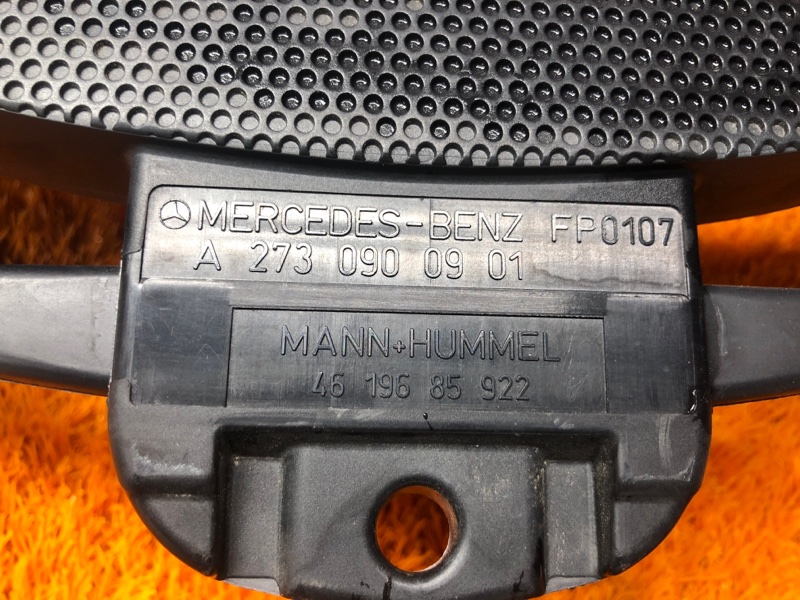 MERCEDES-BENZ FP0107
A 273 090 09 01
MANN+HUMMEL
46 196 85 922